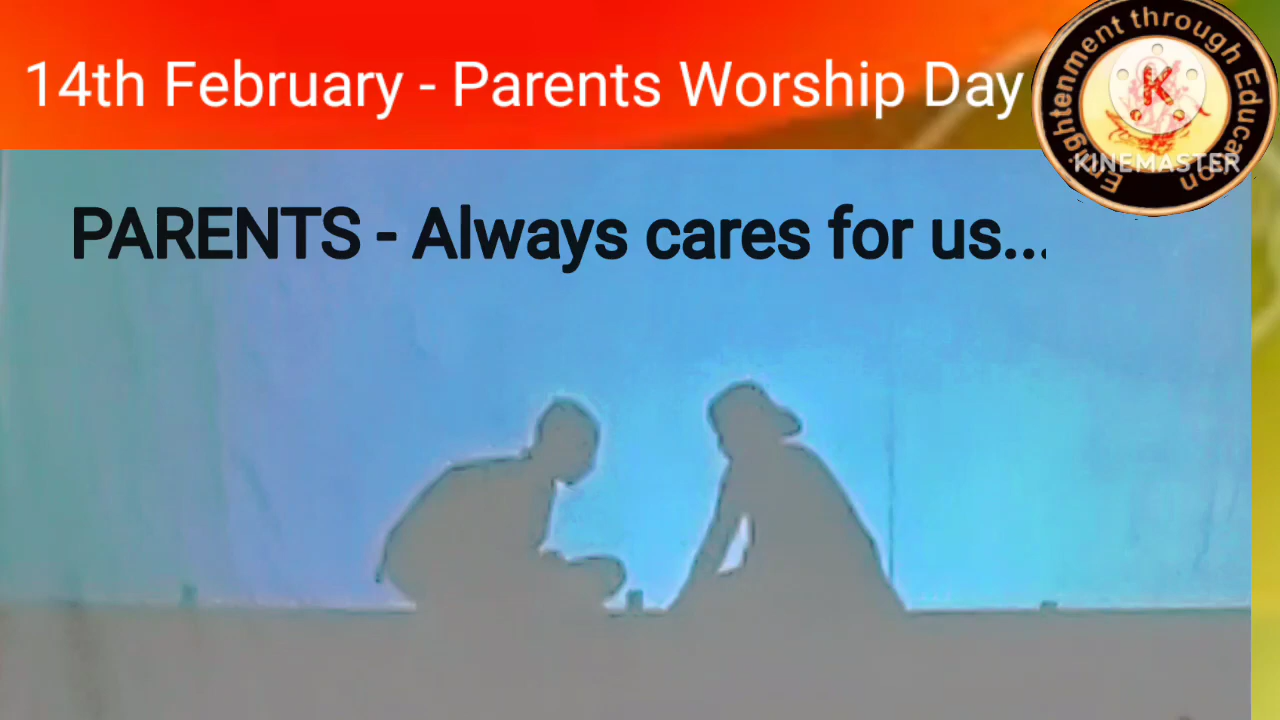 14th February - Parents Worship Day
Enlightenment through Education
K
KINEMASTER
PARENTS - Always cares for us...